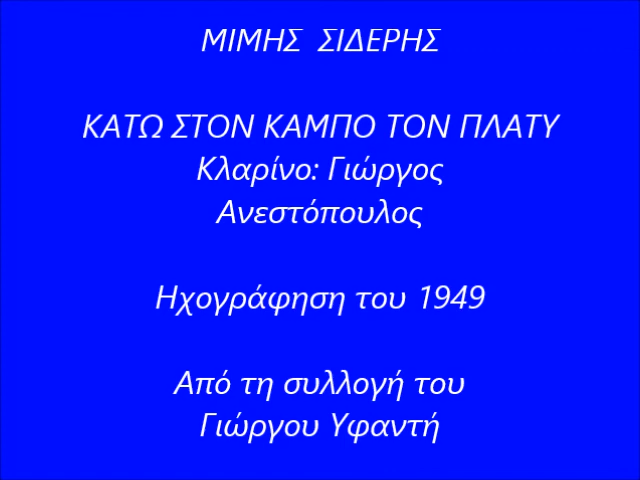 ΜΙΜΗΣ ΣΙΔΕΡΗΣ
ΚΑΤΩ ΣΤΟΝ ΚΑΜΠΟ ΤΟΝ ΠΛΑΤΥ
Κλαρίνο: Γιώργος
Ανεστόπουλος
Ηχογράφηση του 1949
Από τη συλλογή του
Γιώργου Υφαντή